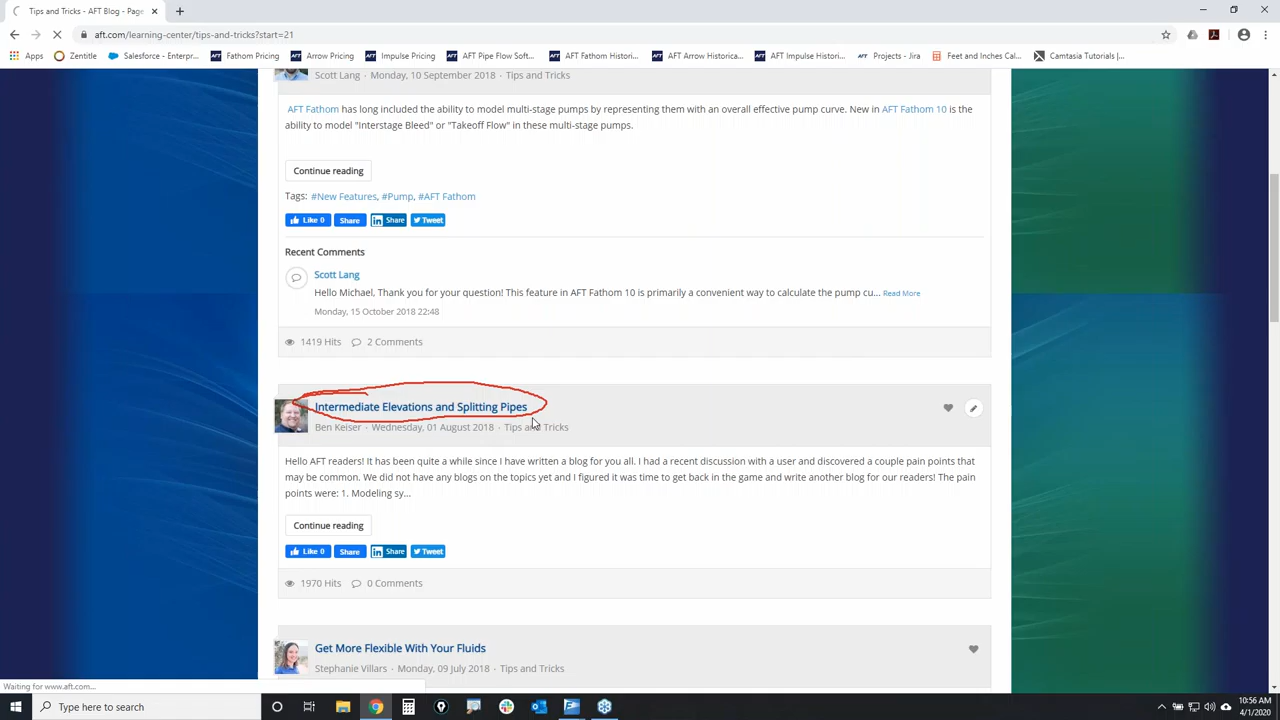 Tips and Tricks - AFT Blog - Page
aft.com/learning-center/tips-and-tricks?start=21
Apps Zentitle Salesforce - Enterpr... Fathom Pricing Arrow Pricing Impulse Pricing AFT Pipe Flow Soft... AFT Fathom Histori... AFT Arrow Historica... AFT Impulse Histori... Projects - Jira Feet and Inches Cal... Camtasia Tutorials |...
Scott Lang · Monday, 10 September 2018 · Tips and Tricks
AFT Fathom has long included the ability to model multi-stage pumps by representing them with an overall effective pump curve. New in AFT Fathom 10 is the
ability to model "Interstage Bleed" or "Takeoff Flow" in these multi-stage pumps.
Continue reading
Tags: #New Features, #Pump, #AFT Fathom
Like 0 Share Share Tweet
Recent Comments
Scott Lang
Hello Michael, Thank you for your question! This feature in AFT Fathom 10 is primarily a convenient way to calculate the pump cu... Read More
Monday, 15 October 2018 22:48
1419 Hits 2 Comments
Intermediate Elevations and Splitting Pipes
Ben Keiser · Wednesday, 01 August 2018 · Tips and Tricks
Hello AFT readers! It has been quite a while since I have written a blog for you all. I had a recent discussion with a user and discovered a couple pain points that
may be common. We did not have any blogs on the topics yet and I figured it was time to get back in the game and write another blog for our readers! The pain
points were: 1. Modeling sy...
Continue reading
Like 0 Share Share Tweet
1970 Hits 0 Comments
Get More Flexible With Your Fluids
Stephanie Villars · Monday, 09 July 2018 · Tips and Tricks
Waiting for www.aft.com...
Type here to search
10:56 AM
4/1/2020